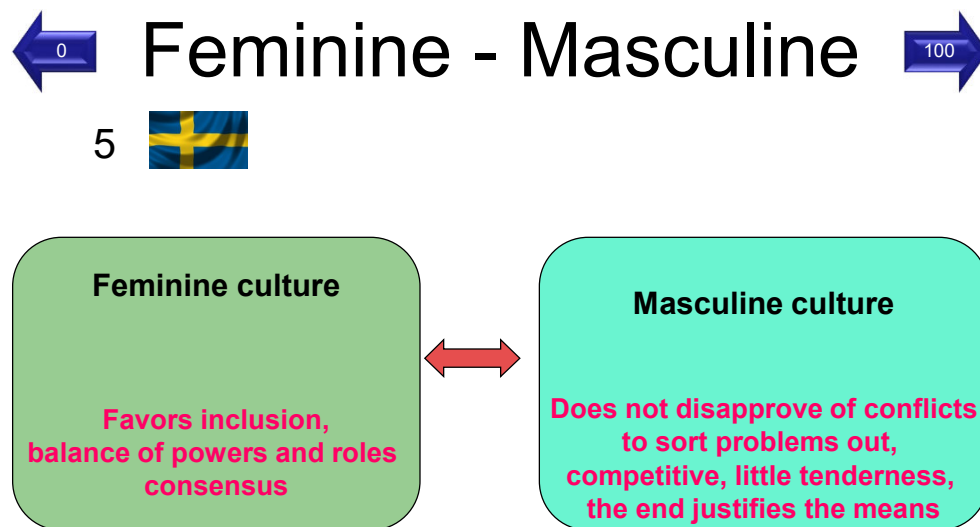 0
Feminine - Masculine
100
5
Feminine culture
Favors inclusion,
balance of powers and roles
consensus
Masculine culture
Does not disapprove of conflicts
to sort problems out,
competitive, little tenderness,
the end justifies the means